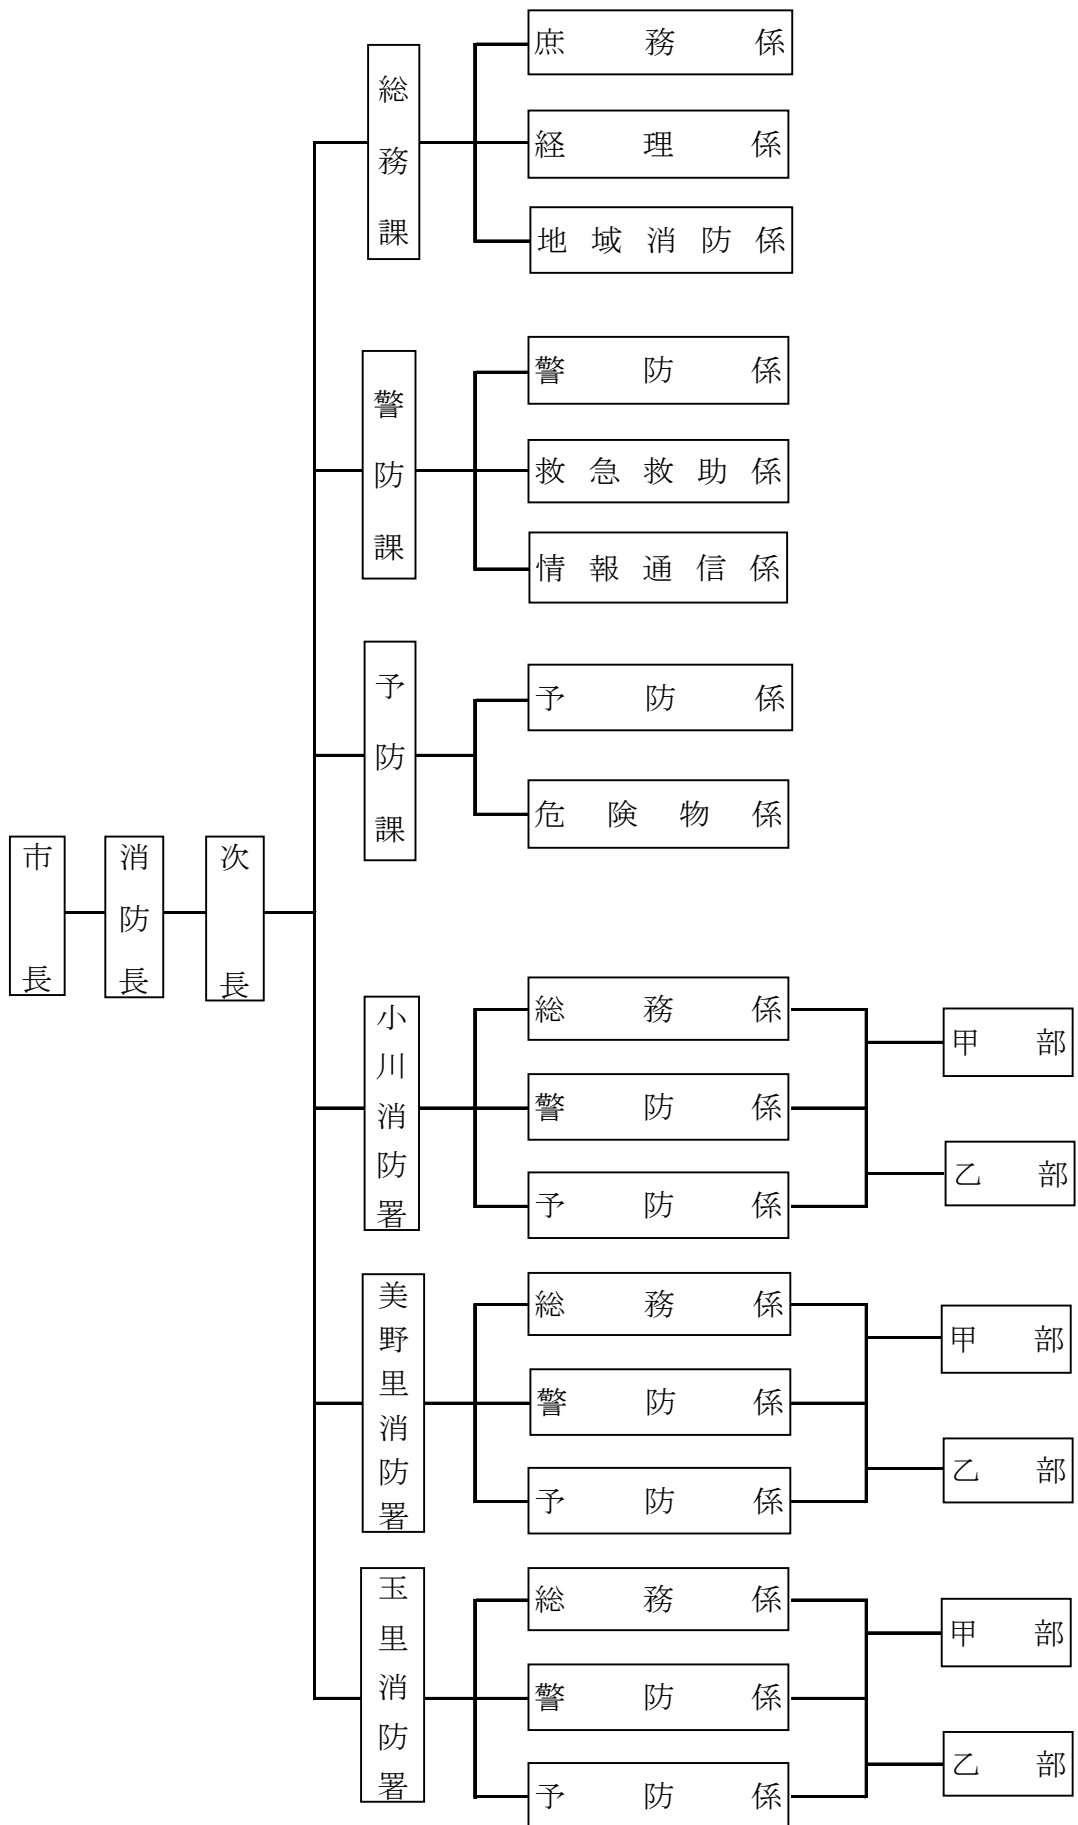 市長
消防長
次長
総務課
庶務係
経理係
地域消防係
警防課
警防係
救急救助係
情報通信係
予防課
予防係
危険物係
小川消防署
総務係
警防係
予防係
甲部
乙部
美野里消防署
総務係
警防係
予防係
甲部
乙部
玉里消防署
総務係
警防係
予防係
甲部
乙部